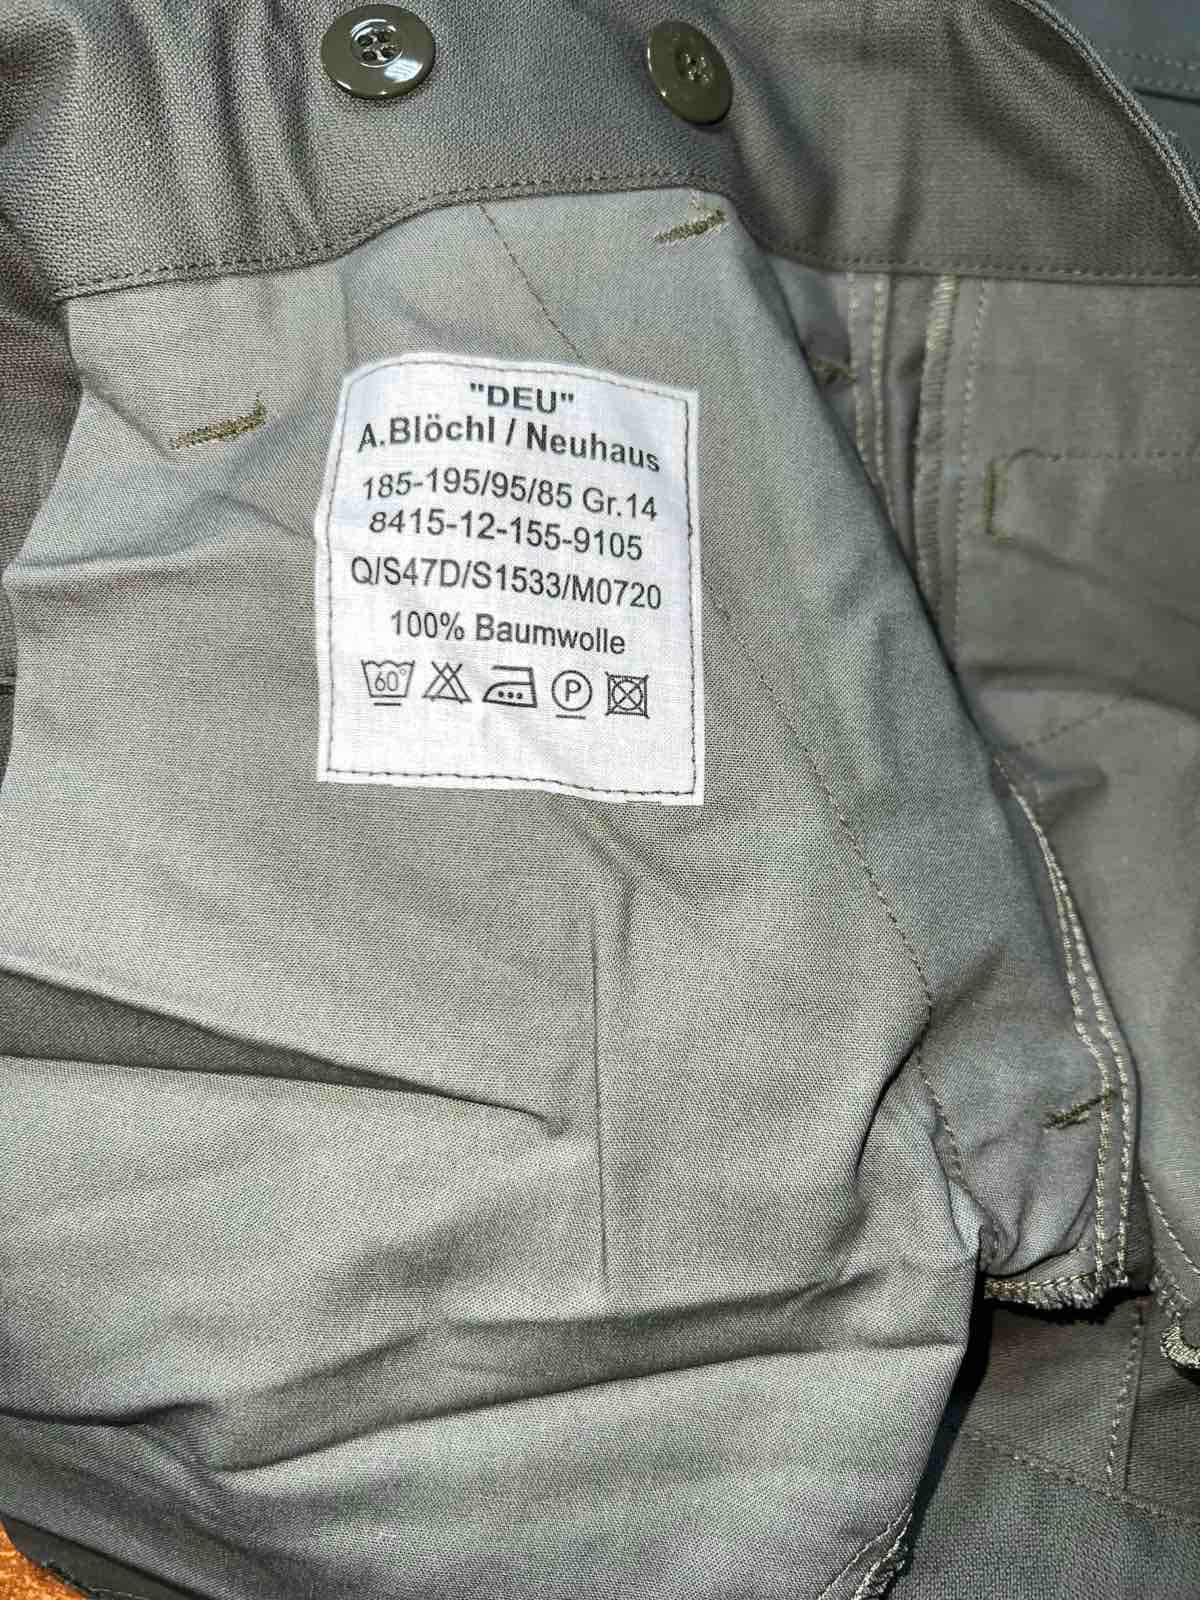 "DEU"
A.Blöchl / Neuhaus
185-195/95/85 Gr.14
8415-12-155-9105
Q/S47D/S1533/M0720
100% Baumwolle
60° P